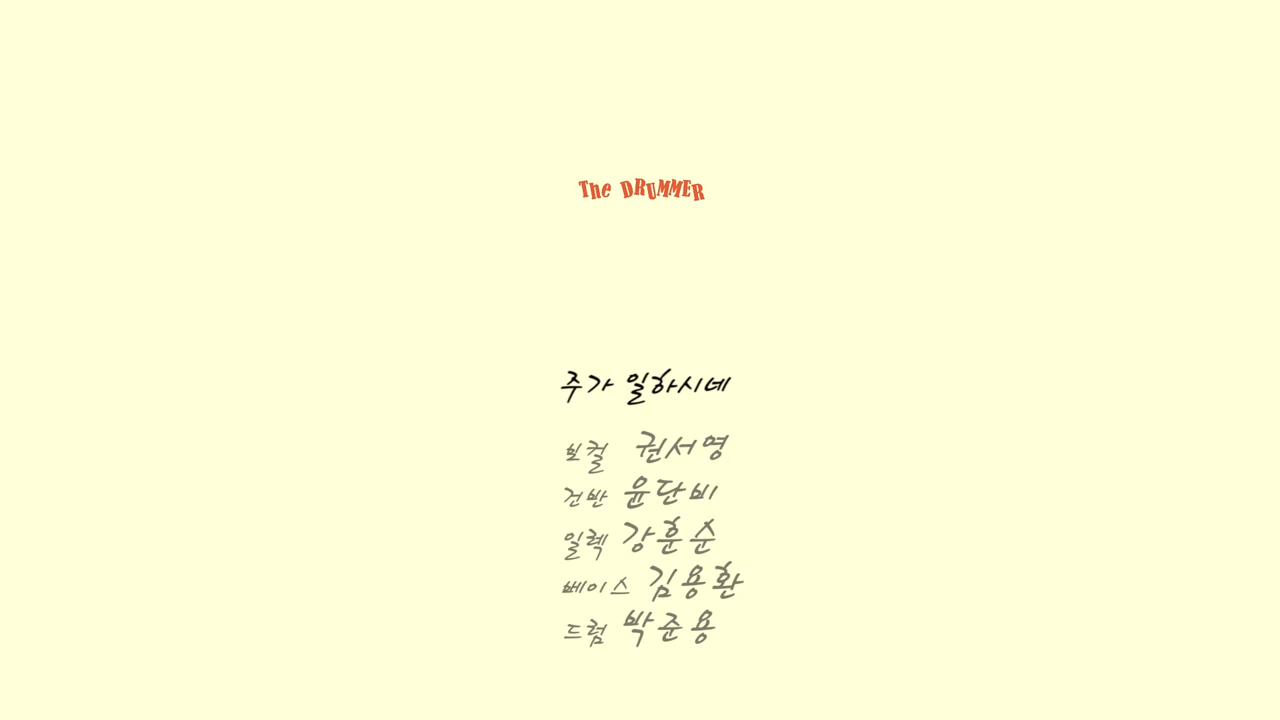 The DRUMMER
주가 일하시네
보컬 권서명
건반 윤단비
일렉 강훈순
베이스 김용환
드럼 박준용